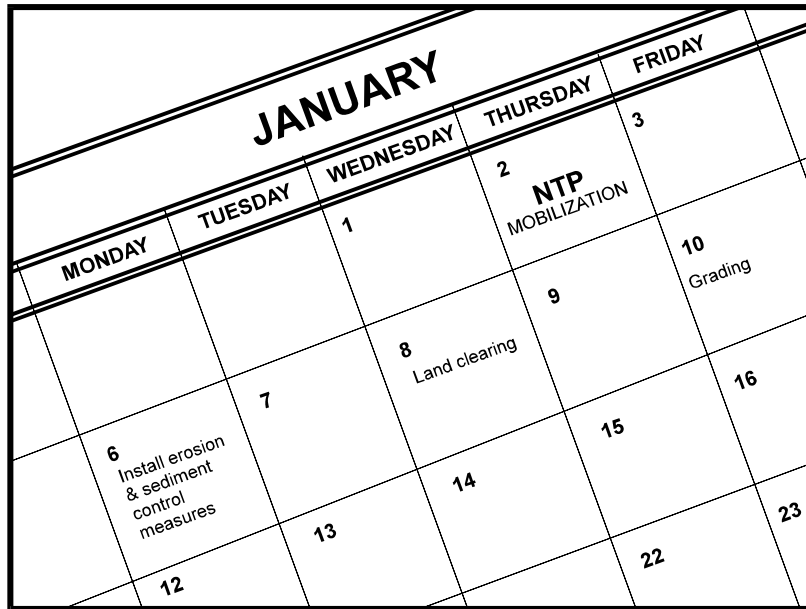 JANUARY
MONDAY
TUESDAY
WEDNESDAY
THURSDAY
FRIDAY
1
2
NTP
MOBILIZATION
3
6
Install erosion
& sediment
control
measures
7
8
Land clearing
9
10
Grading
12
13
14
15
16
22
23